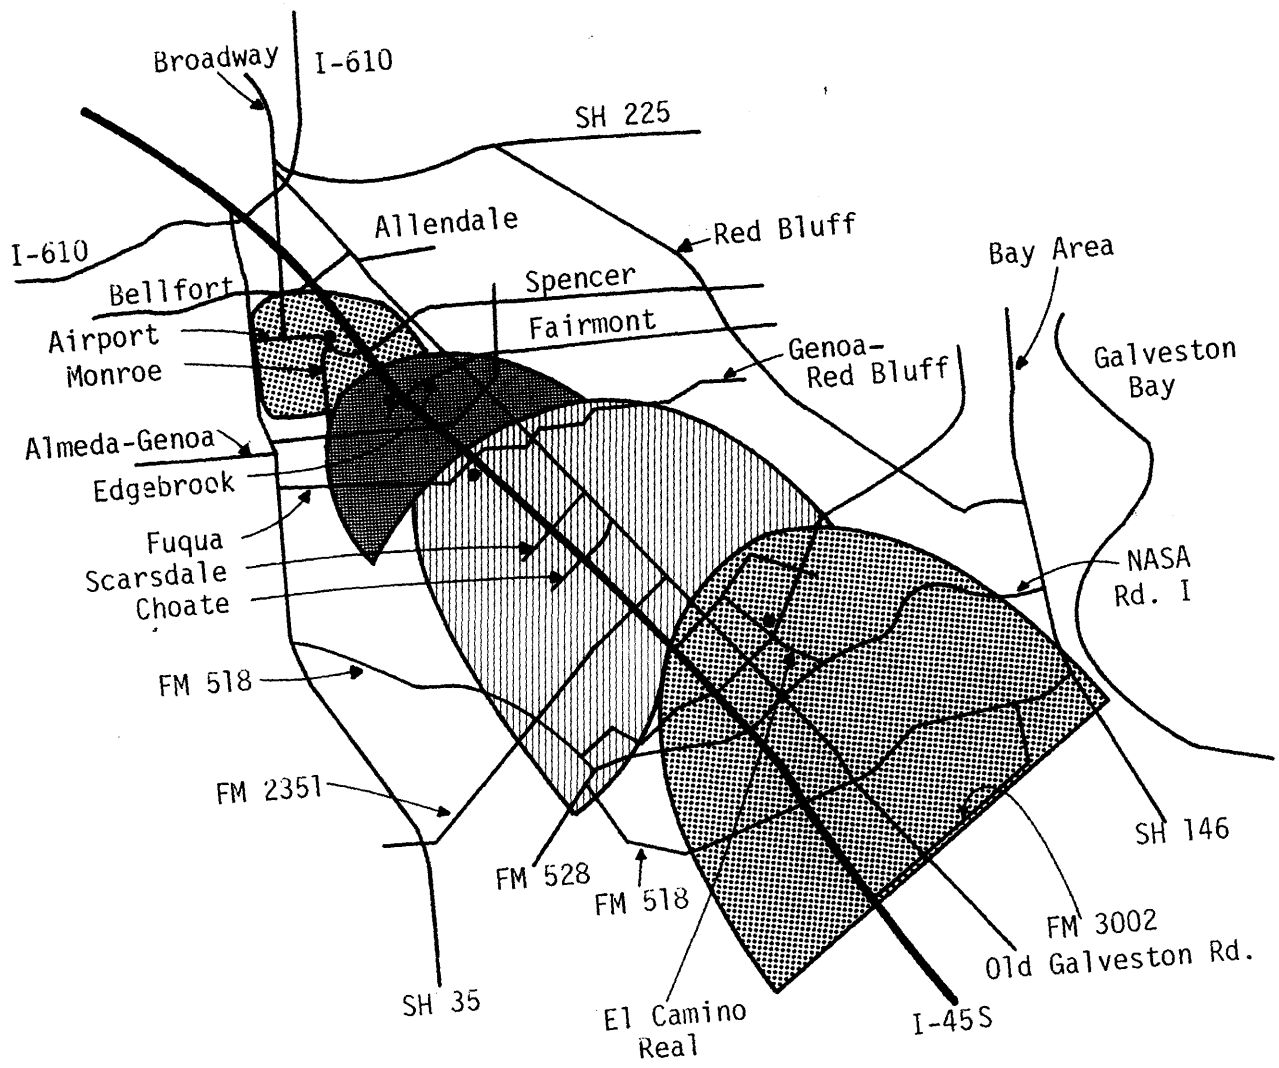 Broadway
I-610
SH 225
Allendale
I-610
Red Bluff
Bay Area
Bellfort
Spencer
Airport
Fairmont
Monroe
Genoa-
Red Bluff
Galveston
Bay
Almeda-Genoa
Edgebrook
Fuqua
Scarsdale
Choate
NASA
Rd. I
FM 518
FM 2351
FM 528
FM 518
SH 146
FM 3002
Old Galveston Rd.
SH 35
El Camino
Real
I-45S